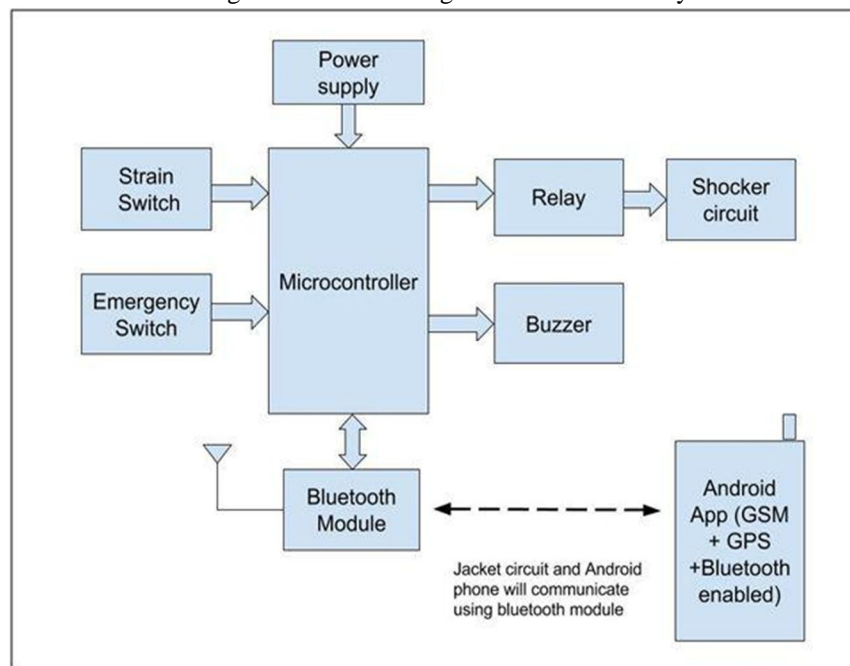 Power
supply
Strain
Switch
Emergency
Switch
Microcontroller
Relay
Shocker
circuit
Buzzer
Bluetooth
Module
Jacket circuit and Android
phone will communicate
using bluetooth module
Android
App (GSM
+ GPS
+Bluetooth
enabled)